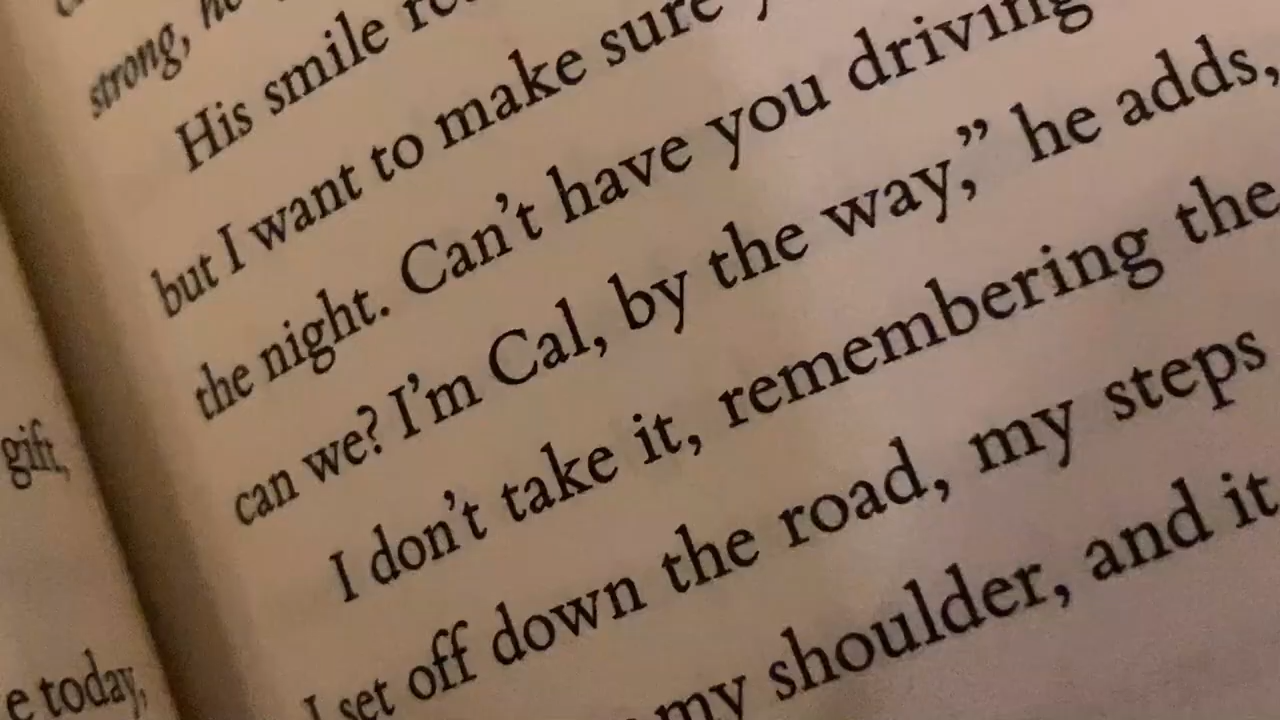 strong,
His smile
but I want to make sure
the night. Can't have you driving
can we? I'm Cal, by the way,” he adds,
I don't take it, remembering the
I set off down the road, my steps
my shoulder, and it
gift,
e today,